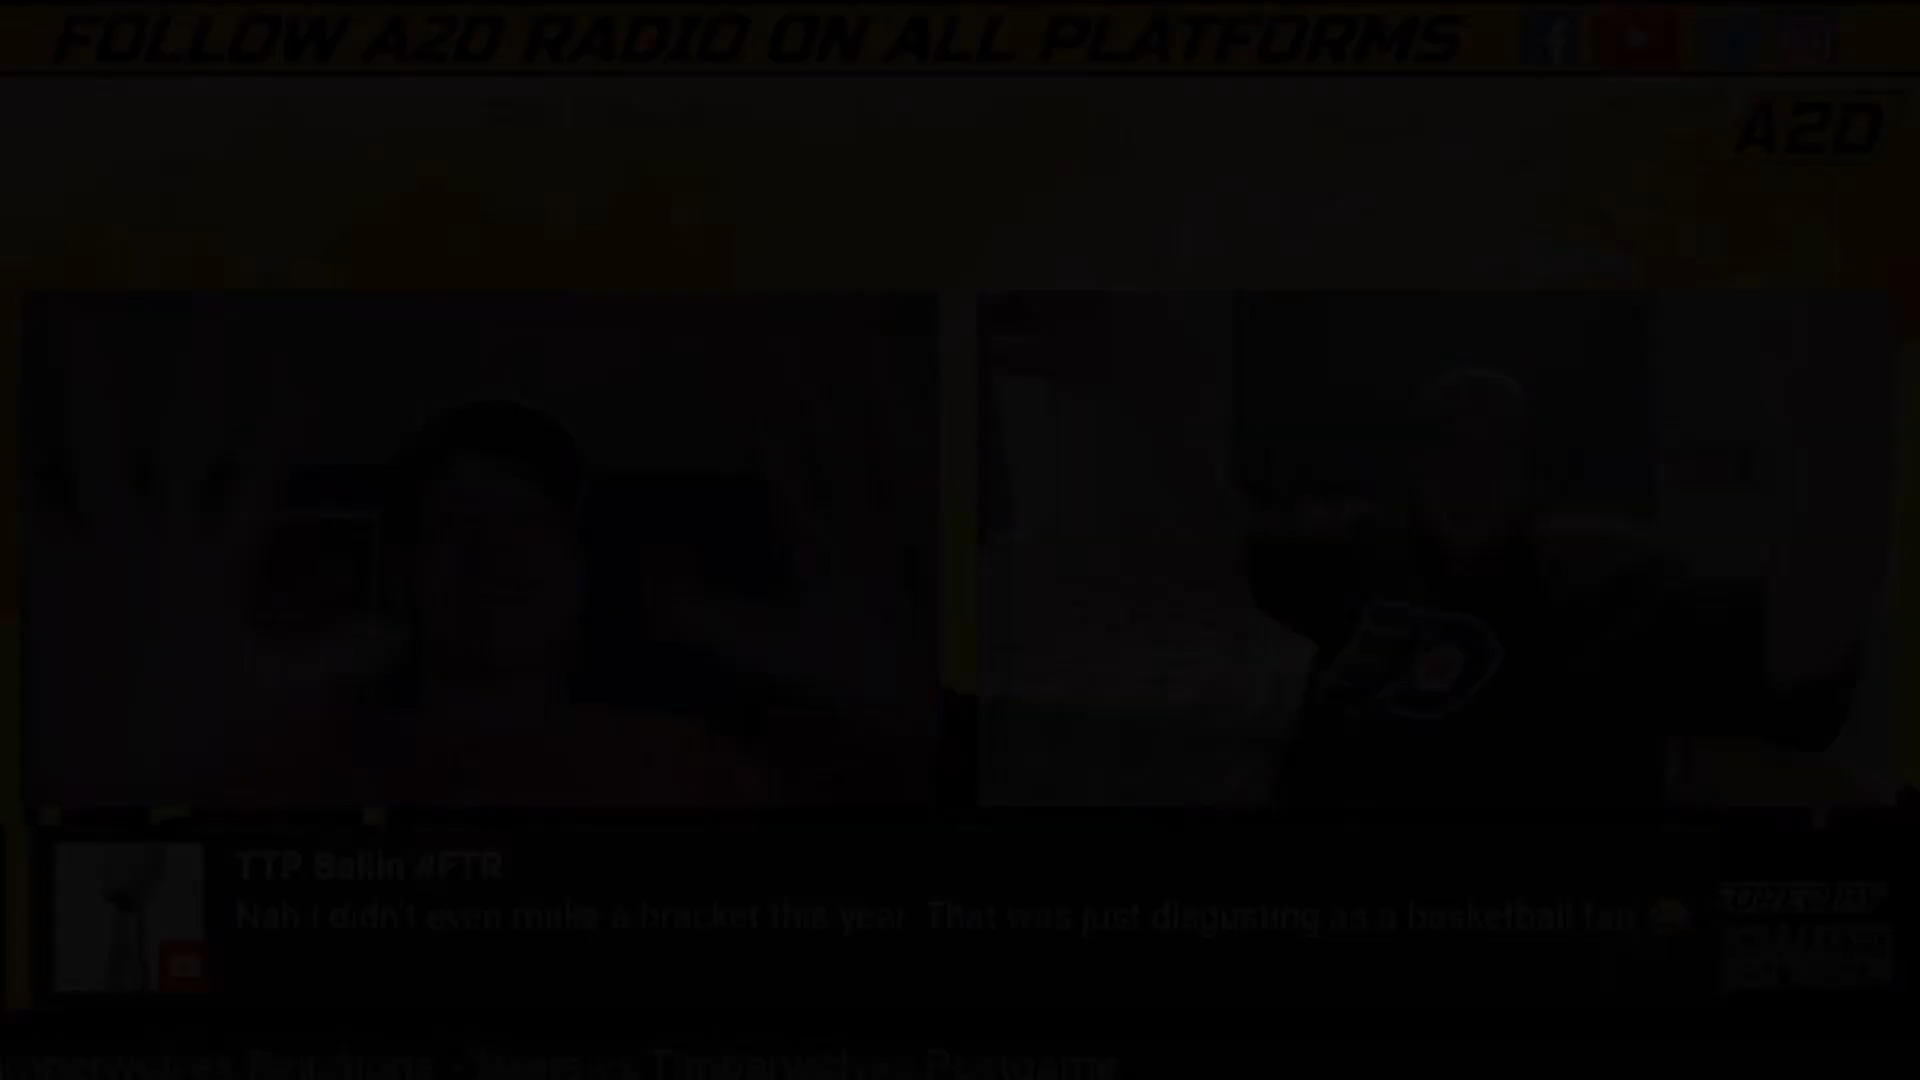 FOLLOW A2D RADIO ON ALL PLATFORMS
A2D
TTP Ballin #FTR
Nah I didn't even make a bracket this year. That was just disgusting as a basketball fan
Timberwolves Postgame